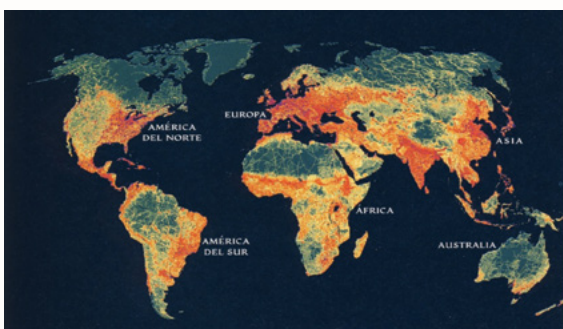 EUROPA
AMÉRICA
DEL NORTE
ASIA
ÁFRICA
AMÉRICA
DEL SUR
AUSTRALIA